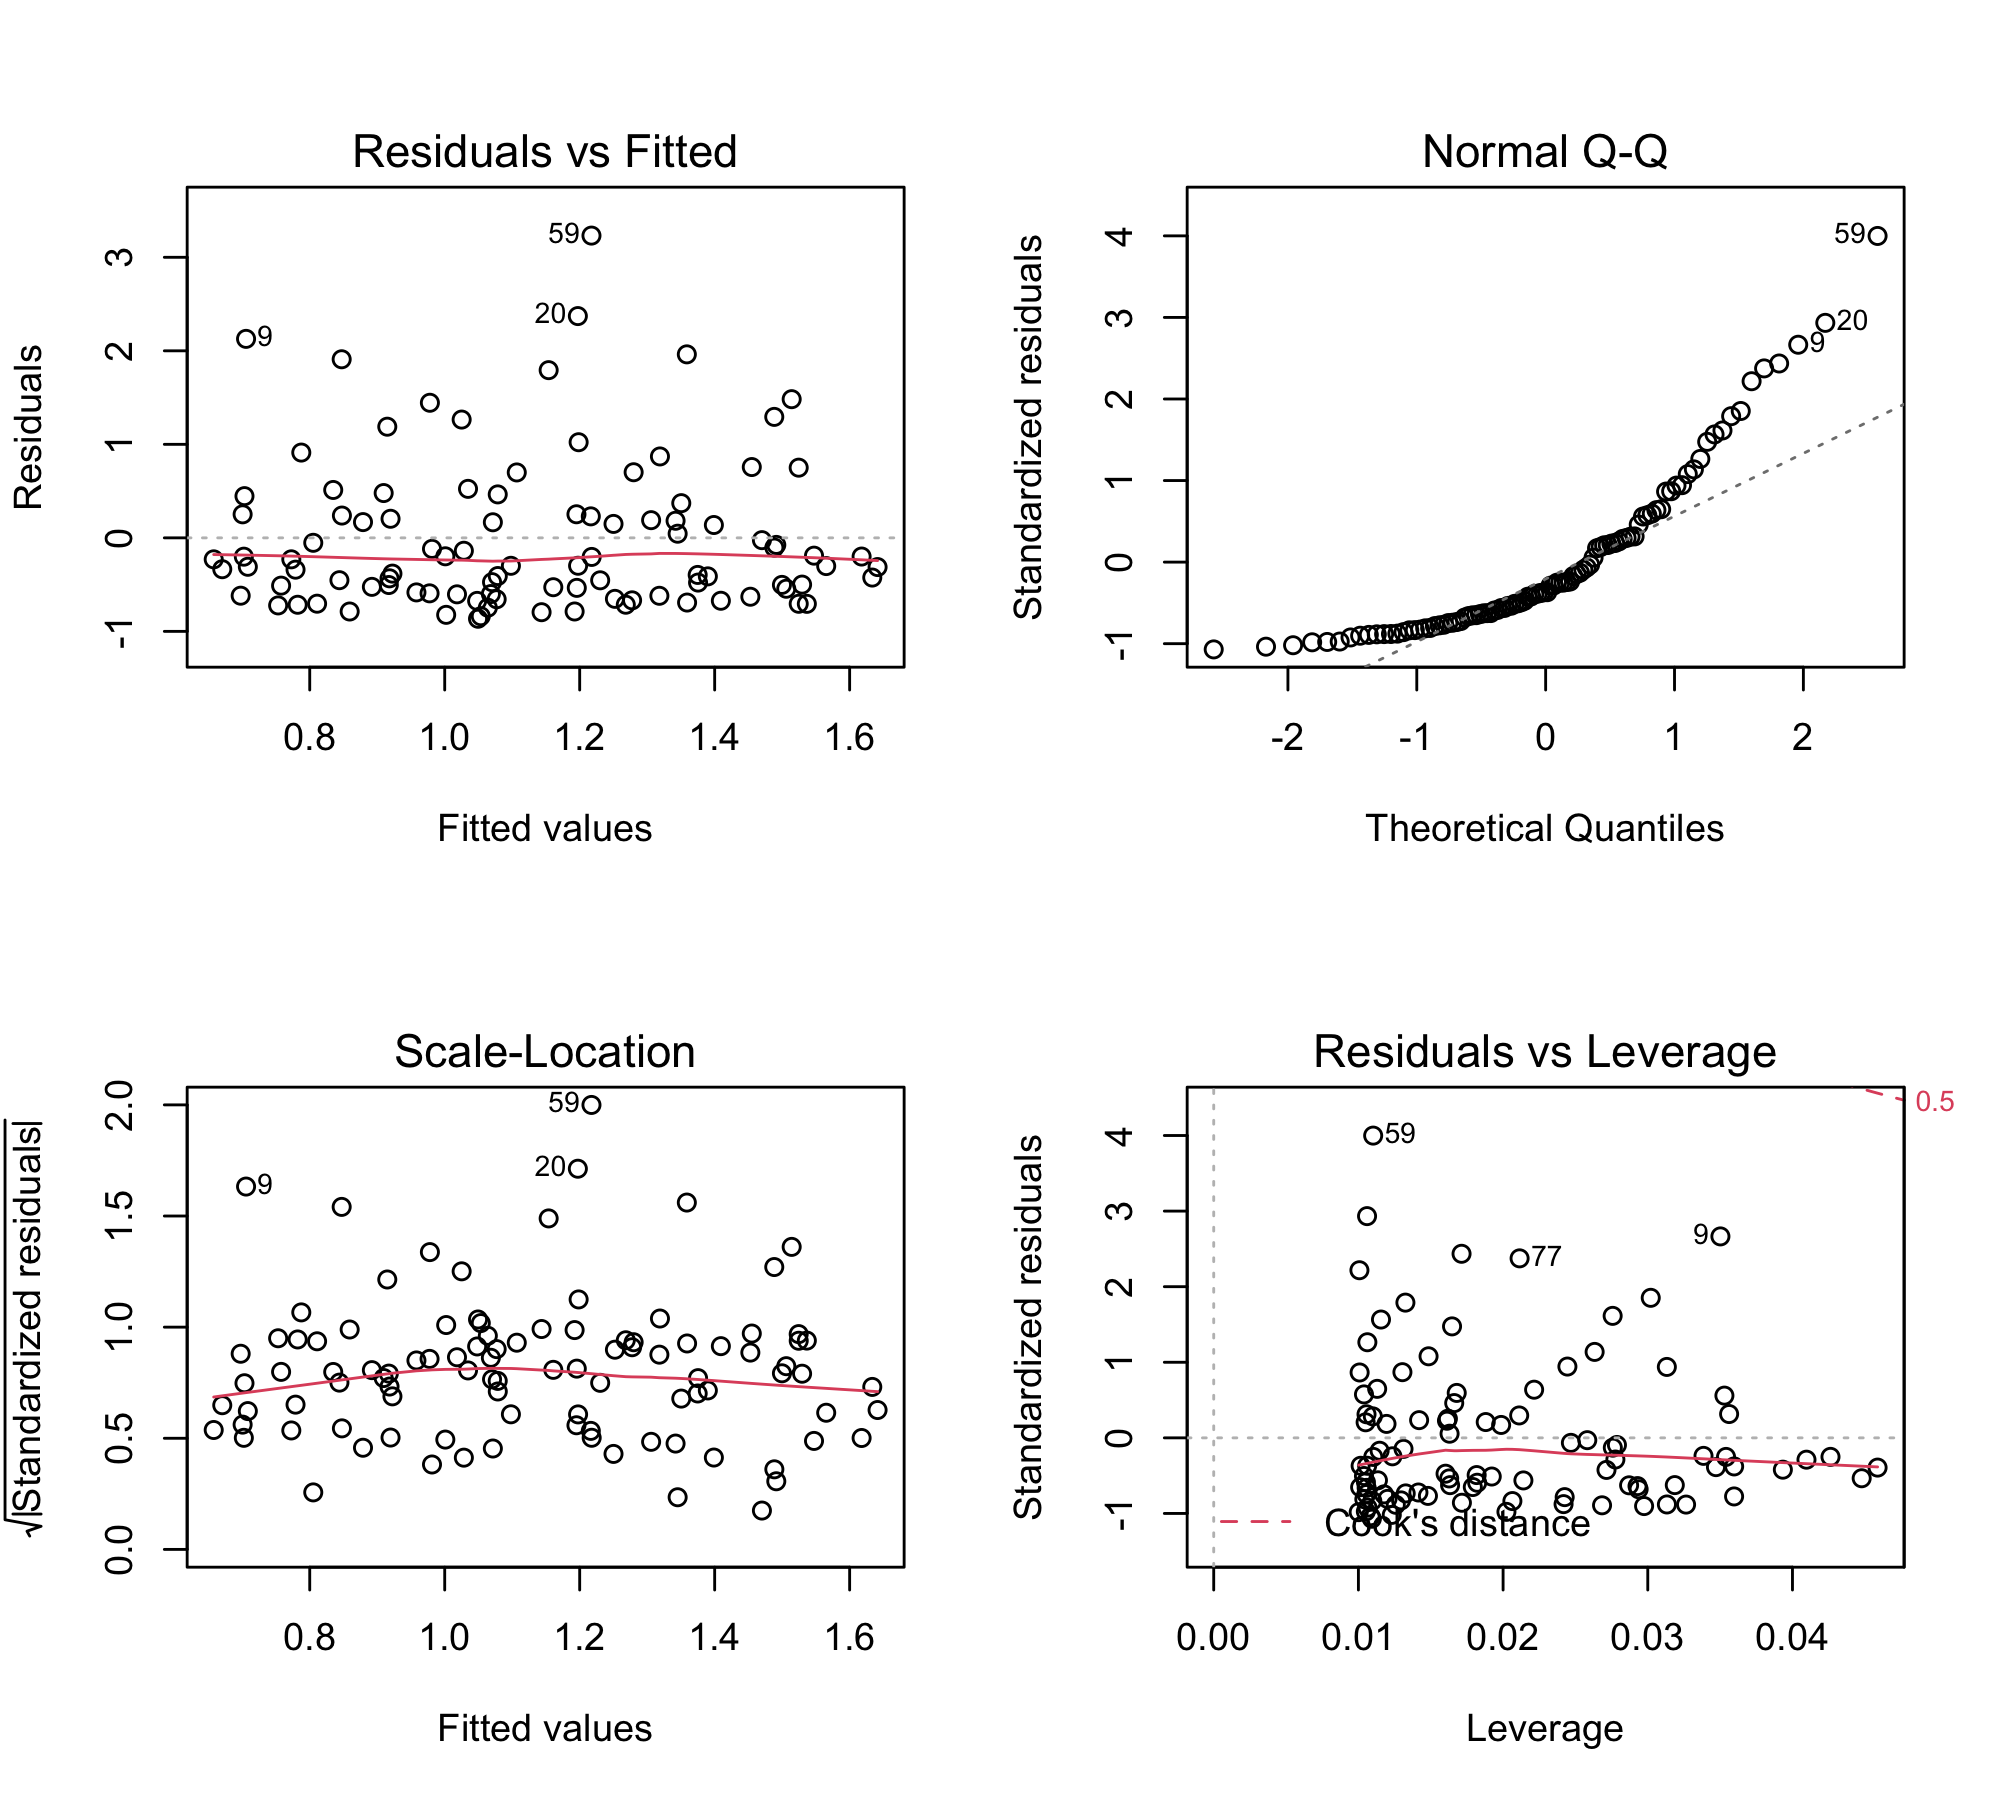 Residuals vs Fitted
Residuals
3
2
1
0
-1
59
20
9
0.8 1.0 1.2 1.4 1.6
Fitted values
Normal Q-Q
Standardized residuals
4
3
2
1
0
-1
59
20
9
-2 -1 0 1 2
Theoretical Quantiles
Scale-Location
√|Standardized residuals|
2.0
1.5
1.0
0.5
0.0
59
20
9
0.8 1.0 1.2 1.4 1.6
Fitted values
Residuals vs Leverage
Standardized residuals
4
3
2
1
0
-1
0.5
59
9
77
Cook's distance
0.00 0.01 0.02 0.03 0.04
Leverage